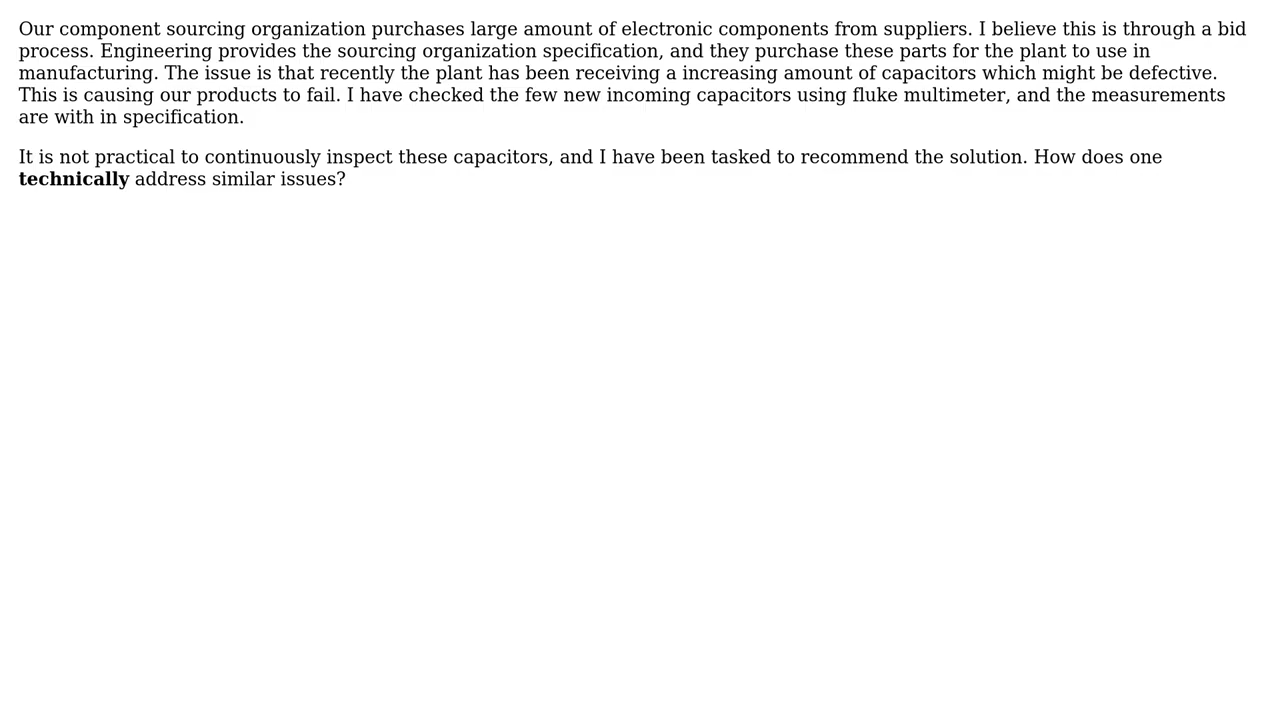 Our component sourcing organization purchases large amount of electronic components from suppliers. I believe this is through a bid
process. Engineering provides the sourcing organization specification, and they purchase these parts for the plant to use in
manufacturing. The issue is that recently the plant has been receiving a increasing amount of capacitors which might be defective.
This is causing our products to fail. I have checked the few new incoming capacitors using fluke multimeter, and the measurements
are with in specification.
It is not practical to continuously inspect these capacitors, and I have been tasked to recommend the solution. How does one
technically address similar issues?